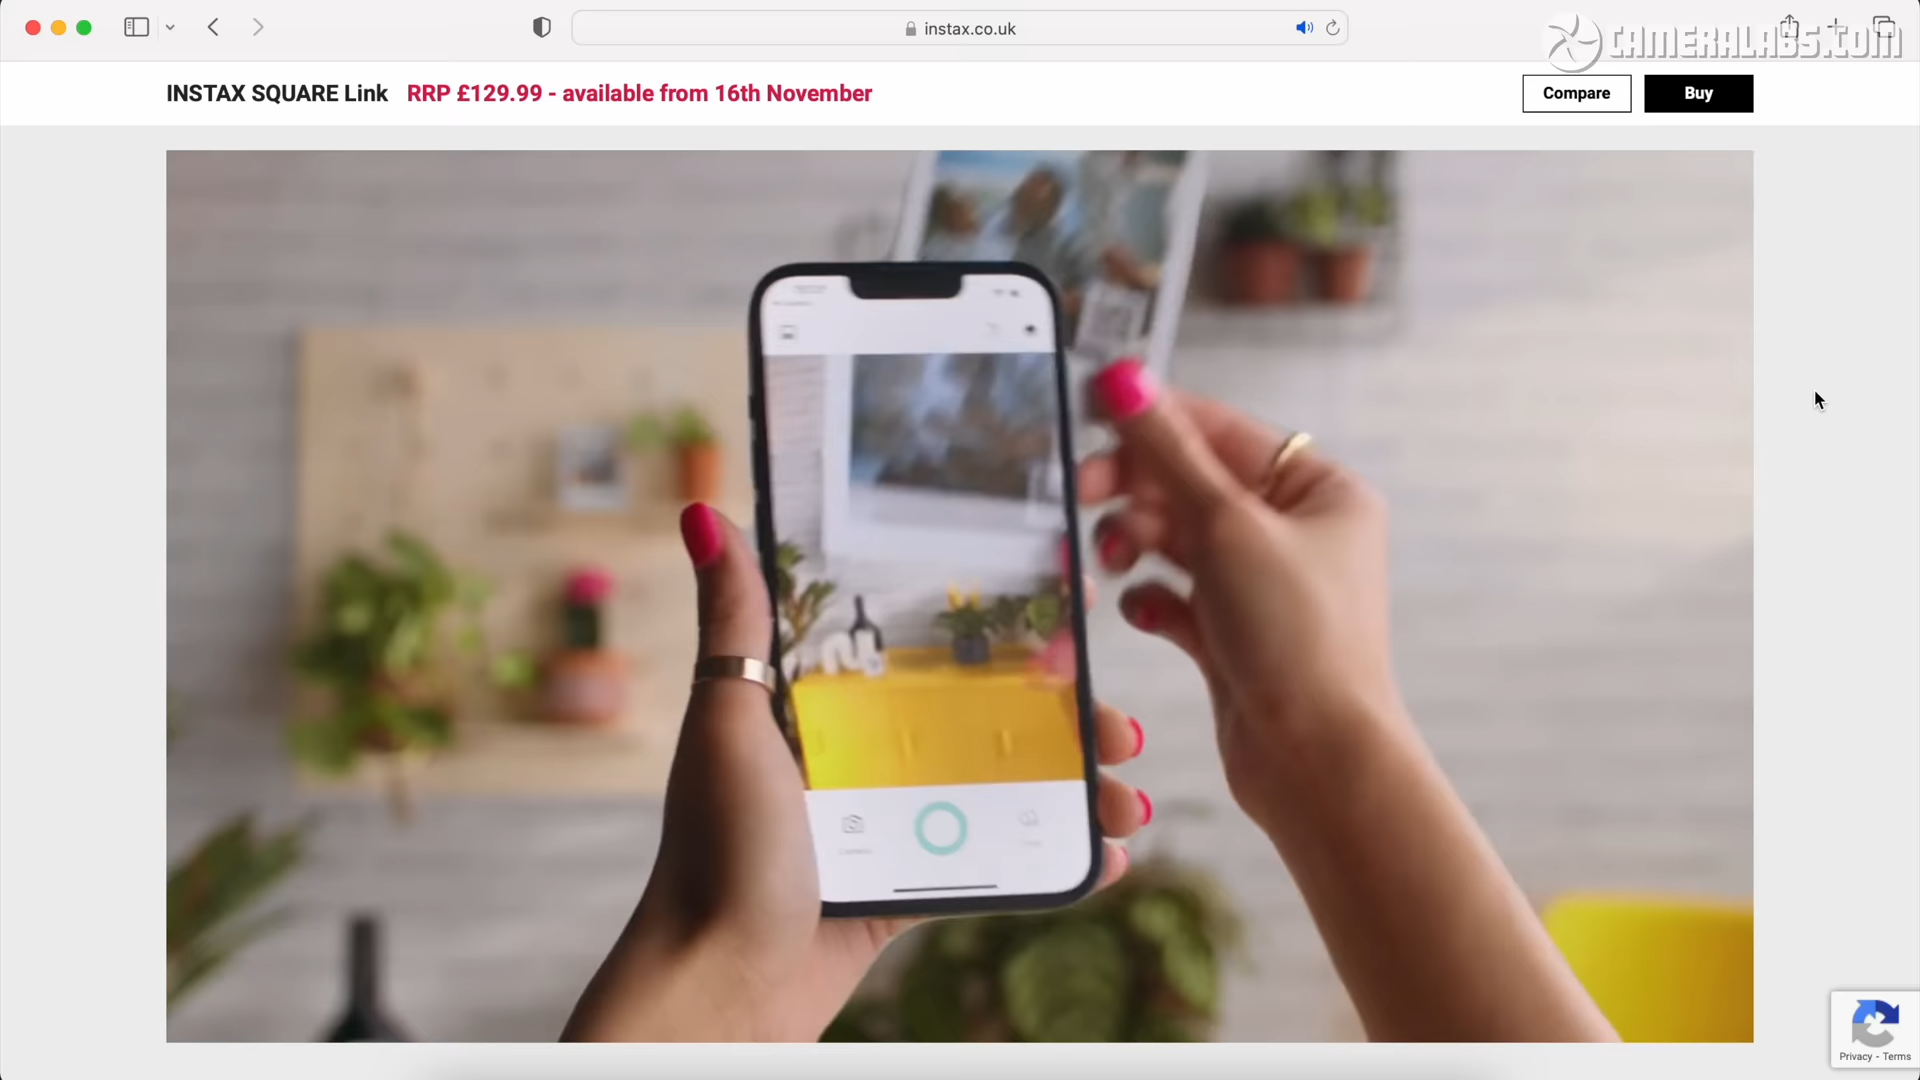 instax.co.uk
CAMERALABS.COM
INSTAX SQUARE Link RRP £129.99 - available from 16th November
Compare
Buy
Privacy - Terms